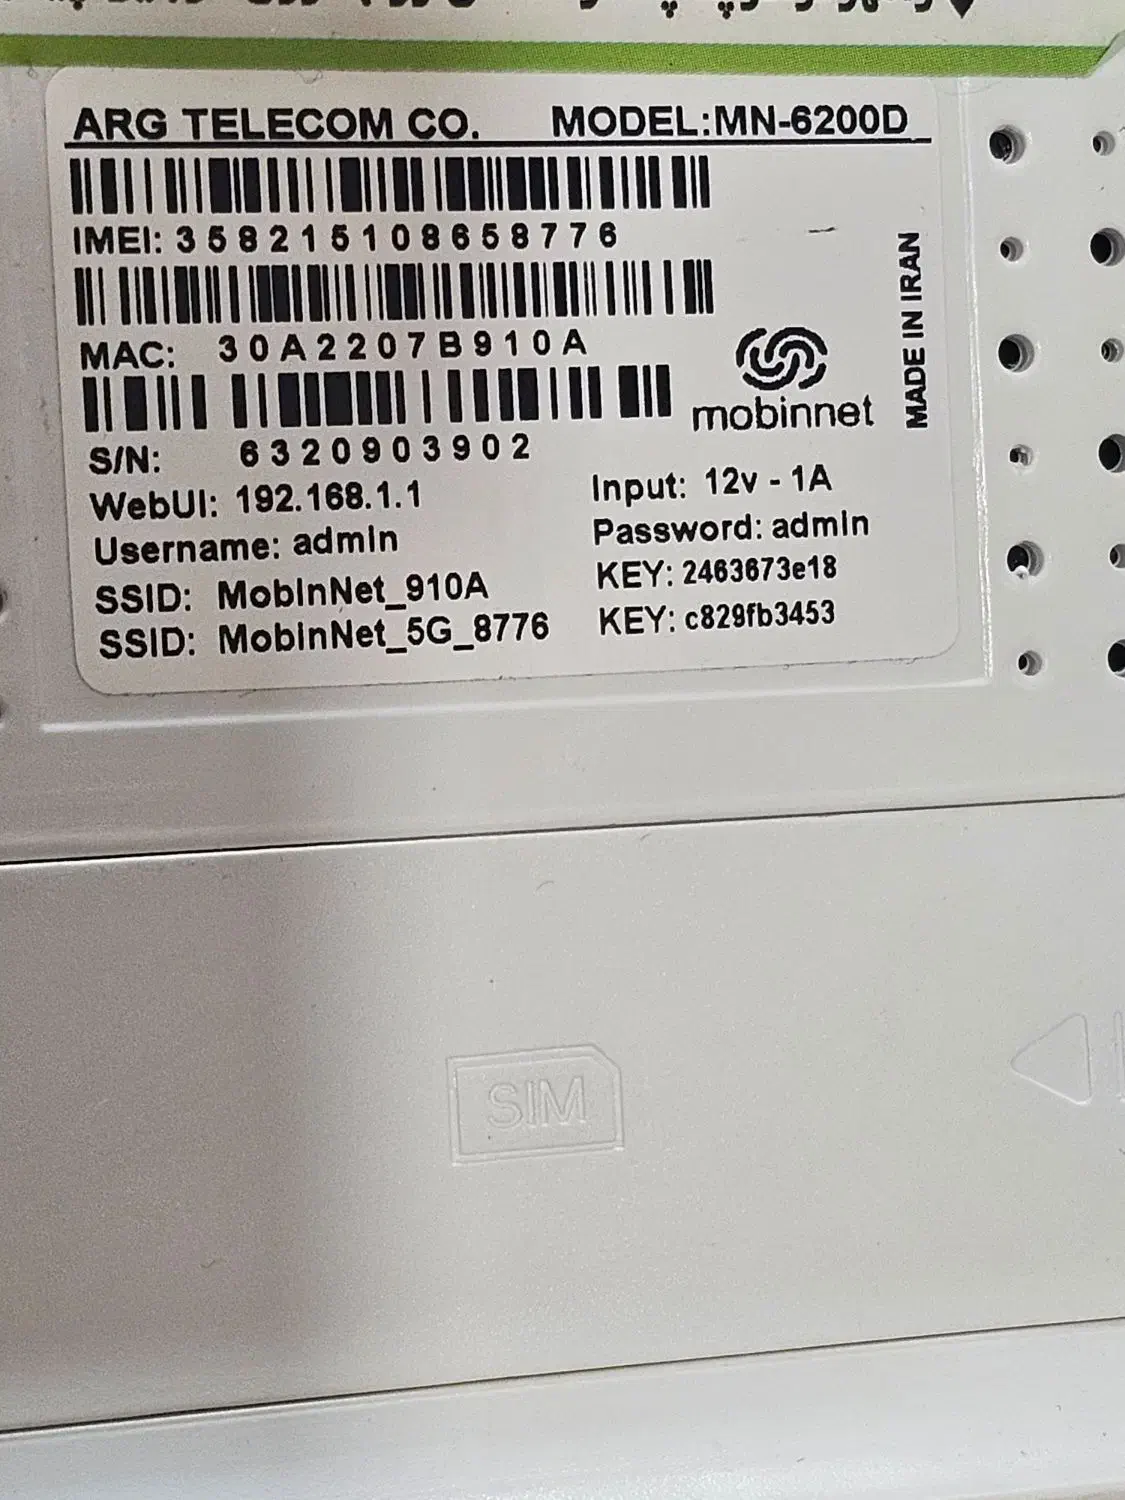 ARG TELECOM CO. MODEL:MN-6200D
IMEI: 358215108658776
MAC: 30A2207B910A
mobinnet
MADE IN IRAN
S/N: 6320903902
WebUI: 192.168.1.1 Input: 12v - 1A
Username: admin Password: admin
SSID: MobinNet_910A KEY: 2463673e18
SSID: MobinNet_5G_8776 KEY: c829fb3453
SIM